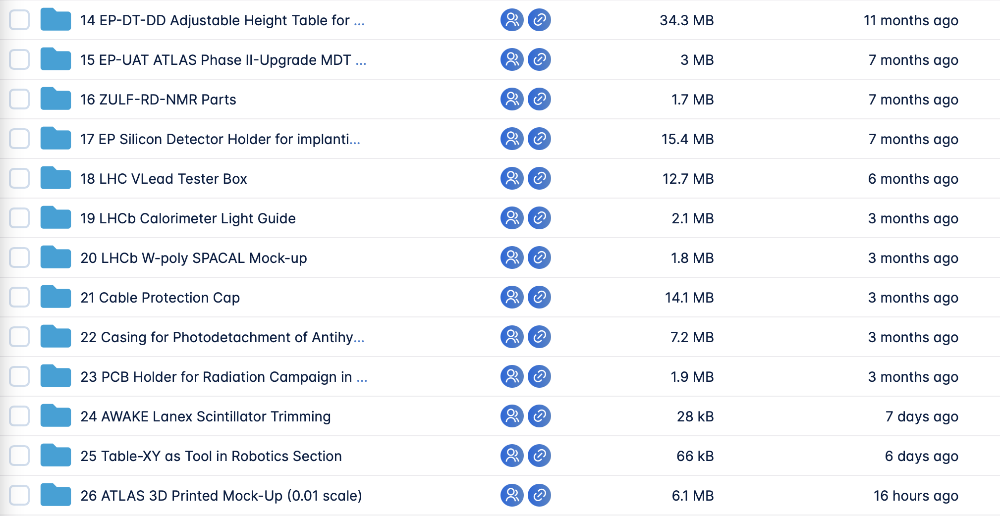 14 EP-DT-DD Adjustable Height Table for ... 34.3 MB 11 months ago
15 EP-UAT ATLAS Phase II-Upgrade MDT ... 3 MB 7 months ago
16 ZULF-RD-NMR Parts 1.7 MB 7 months ago
17 EP Silicon Detector Holder for implanti... 15.4 MB 7 months ago
18 LHC VLead Tester Box 12.7 MB 6 months ago
19 LHCb Calorimeter Light Guide 2.1 MB 3 months ago
20 LHCb W-poly SPACAL Mock-up 1.8 MB 3 months ago
21 Cable Protection Cap 14.1 MB 3 months ago
22 Casing for Photodetachment of Antihy... 7.2 MB 3 months ago
23 PCB Holder for Radiation Campaign in ... 1.9 MB 3 months ago
24 AWAKE Lanex Scintillator Trimming 28 kB 7 days ago
25 Table-XY as Tool in Robotics Section 66 kB 6 days ago
26 ATLAS 3D Printed Mock-Up (0.01 scale) 6.1 MB 16 hours ago